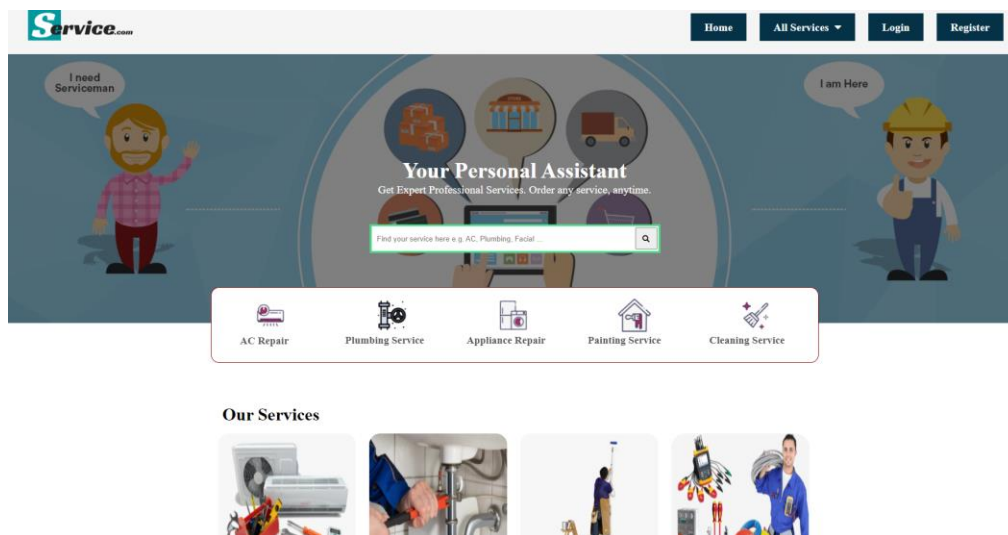 Service.com
Home All Services Login Register
I need
Serviceman
I am Here
Your Personal Assistant
Get Expert Professional Services. Order any service, anytime.
Find your service here e.g. AC, Plumbing, Facial ...
AC Repair Plumbing Service Appliance Repair Painting Service Cleaning Service
Our Services